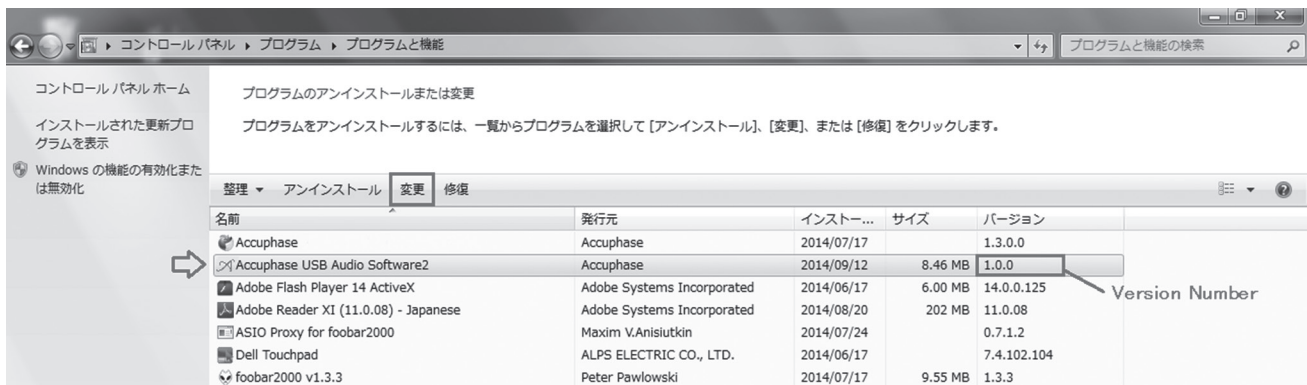 コントロール パネル ▸ プログラム ▸ プログラムと機能
プログラムと機能の検索
コントロール パネル ホーム
インストールされた更新プロ
グラムを表示
Windows の機能の有効化また
は無効化
プログラムのアンインストールまたは変更
プログラムをアンインストールするには、一覧からプログラムを選択して [アンインストール]、[変更]、または [修復] をクリックします。
整理 ▼ アンインストール 変更 修復
名前 発行元 インストー... サイズ バージョン
Accuphase Accuphase 2014/07/17 1.3.0.0
Accuphase USB Audio Software2 Accuphase 2014/09/12 8.46 MB 1.0.0
Adobe Flash Player 14 ActiveX Adobe Systems Incorporated 2014/06/17 6.00 MB 14.0.0.125
Version Number
Adobe Reader XI (11.0.08) - Japanese Adobe Systems Incorporated 2014/08/20 202 MB 11.0.08
ASIO Proxy for foobar2000 Maxim V.Anisiutkin 2014/07/24 0.7.1.2
Dell Touchpad ALPS ELECTRIC CO., LTD. 2014/06/17 7.4.102.104
foobar2000 v1.3.3 Peter Pawlowski 2014/07/17 9.55 MB 1.3.3